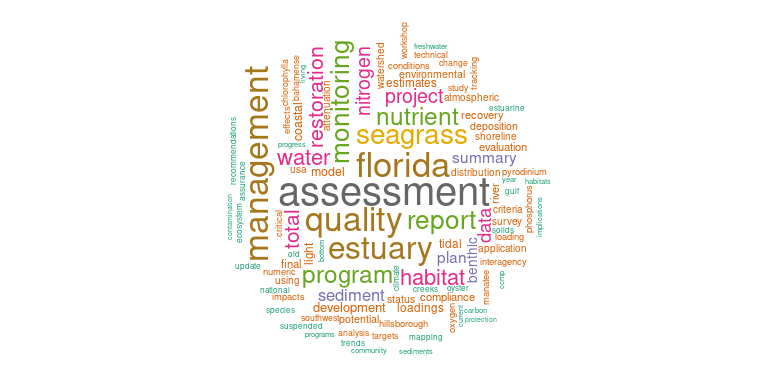 workshop
freshwater
technical
change
conditions
environmental
tracking
study
watershed
estimates
nitrogen
monitoring
restoration
living
bahamense
chlorophylla
attenuation
coastal
effects
management
project
atmospheric
estuarine
nutrient
recovery
deposition
shoreline
evaluation
seagrass
progress
water
usa
model
florida
summary
distribution
pyrodinium
year
habitats
gulf
recommendations
assurance
ecosystem
contamination
assessment
river
phosphorus
implications
criteria
survey
solids
loading
data
quality
report
total
critical
estuary
tidal
application
plan
benthic
interagency
old
light
bottom
final
update
numeric
using
national
program
climate
habitat
creeks
oyster
manatee
ccmp
impacts
sediment
status
compliance
species
development
loadings
carbon
protection
current
oxygen
southwest
potential
hillsborough
suspended
programs
analysis
targets
mapping
trends
community
sediments